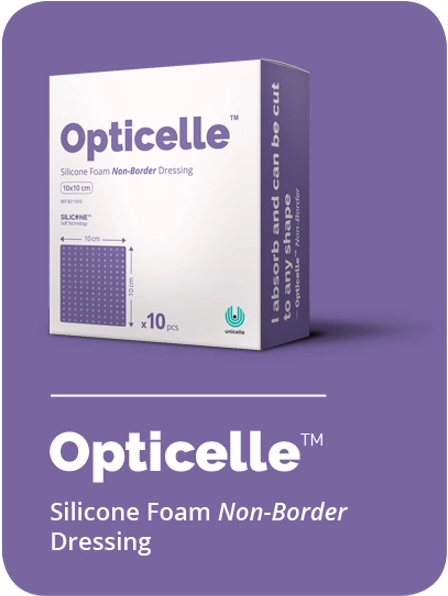 Opticelle™
Silicone Foam Non-Border Dressing
10x10 cm
SILICONE™
Soft Technology
10 cm
10 cm
x10 pcs
unicelle
I absorb and can be cut
to any shape
– Opticelle™ Non-Border
Opticelle™
Silicone Foam Non-Border
Dressing